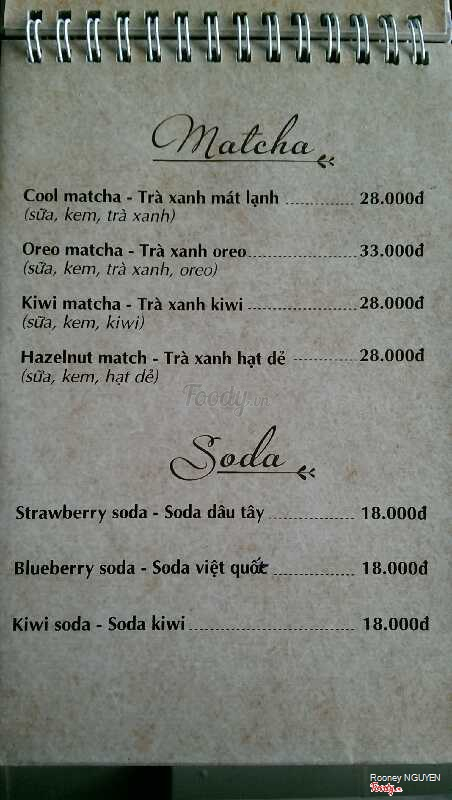 Matcha
Cool matcha - Trà xanh mát lạnh 28.000đ
(sữa, kem, trà xanh)
Oreo matcha - Trà xanh oreo 33.000đ
(sữa, kem, trà xanh, oreo)
Kiwi matcha - Trà xanh kiwi 28.000đ
(sữa, kem, kiwi)
Hazelnut match - Trà xanh hạt dẻ 28.000đ
(sữa, kem, hạt dẻ)
Foody.vn
Soda
Strawberry soda - Soda dâu tây 18.000đ
Blueberry soda - Soda việt quốc 18.000đ
Kiwi soda - Soda kiwi 18.000đ
Rooney NGUYEN
Foody.vn